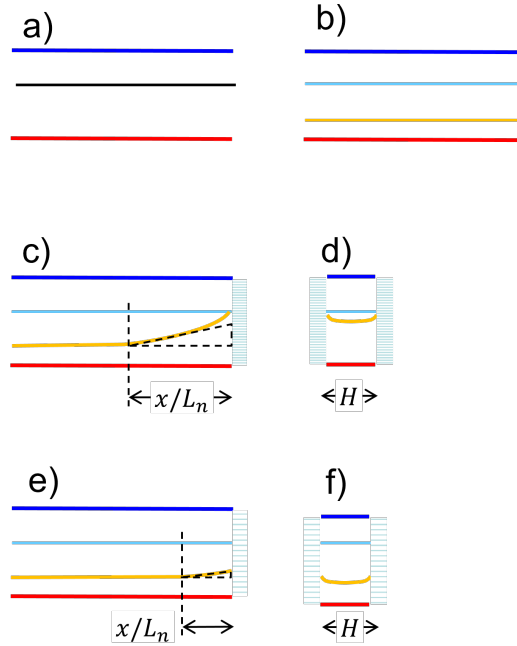 a) b)
c) d)
x/L_n H
e) f)
x/L_n H